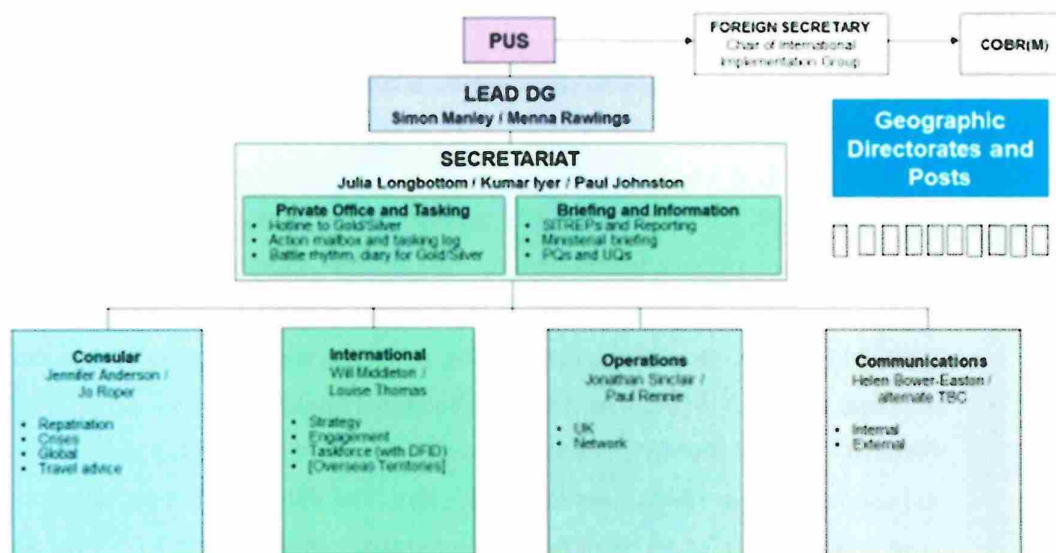 PUS
FOREIGN SECRETARY
Chair of International
Implementation Group
COBR(M)
LEAD DG
Simon Manley / Menna Rawlings
Geographic
Directorates and
Posts
SECRETARIAT
Julia Longbottom / Kumar Iyer / Paul Johnston
Private Office and Tasking
• Hotline to Gold/Silver
• Action mailbox and tasking log
• Battle rhythm, diary for Gold/Silver
Briefing and Information
• SITREPs and Reporting
• Ministerial briefing
• PQs and UQs
Consular
Jennifer Anderson /
Jo Roper
• Repatriation
• Crises
• Global
• Travel advice
International
Will Middleton /
Louise Thomas
• Strategy
• Engagement
• Taskforce (with DFID)
• [Overseas Territories]
Operations
Jonathan Sinclair /
Paul Rennie
• UK
• Network
Communications
Helen Bower-Easton /
alternate TBC
• Internal
• External